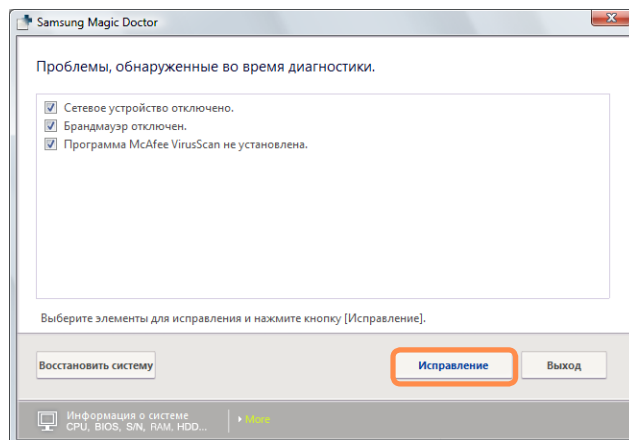 Samsung Magic Doctor
Проблемы, обнаруженные во время диагностики.
Сетевое устройство отключено.
Брандмауэр отключен.
Программа McAfee VirusScan не установлена.
Выберите элементы для исправления и нажмите кнопку [Исправление].
Восстановить систему
Исправление
Выход
Информация о системе
CPU, BIOS, S/N, RAM, HDD...
More